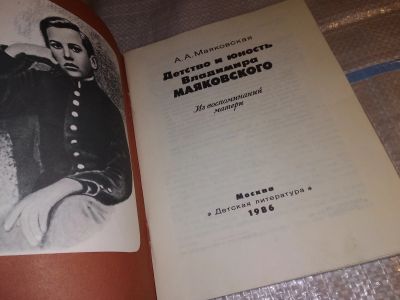 А. А. Маяковская
Детство и юность
Владимира
МАЯКОВСКОГО
Из воспоминаний
матери
Москва
«Детская литература»
1986